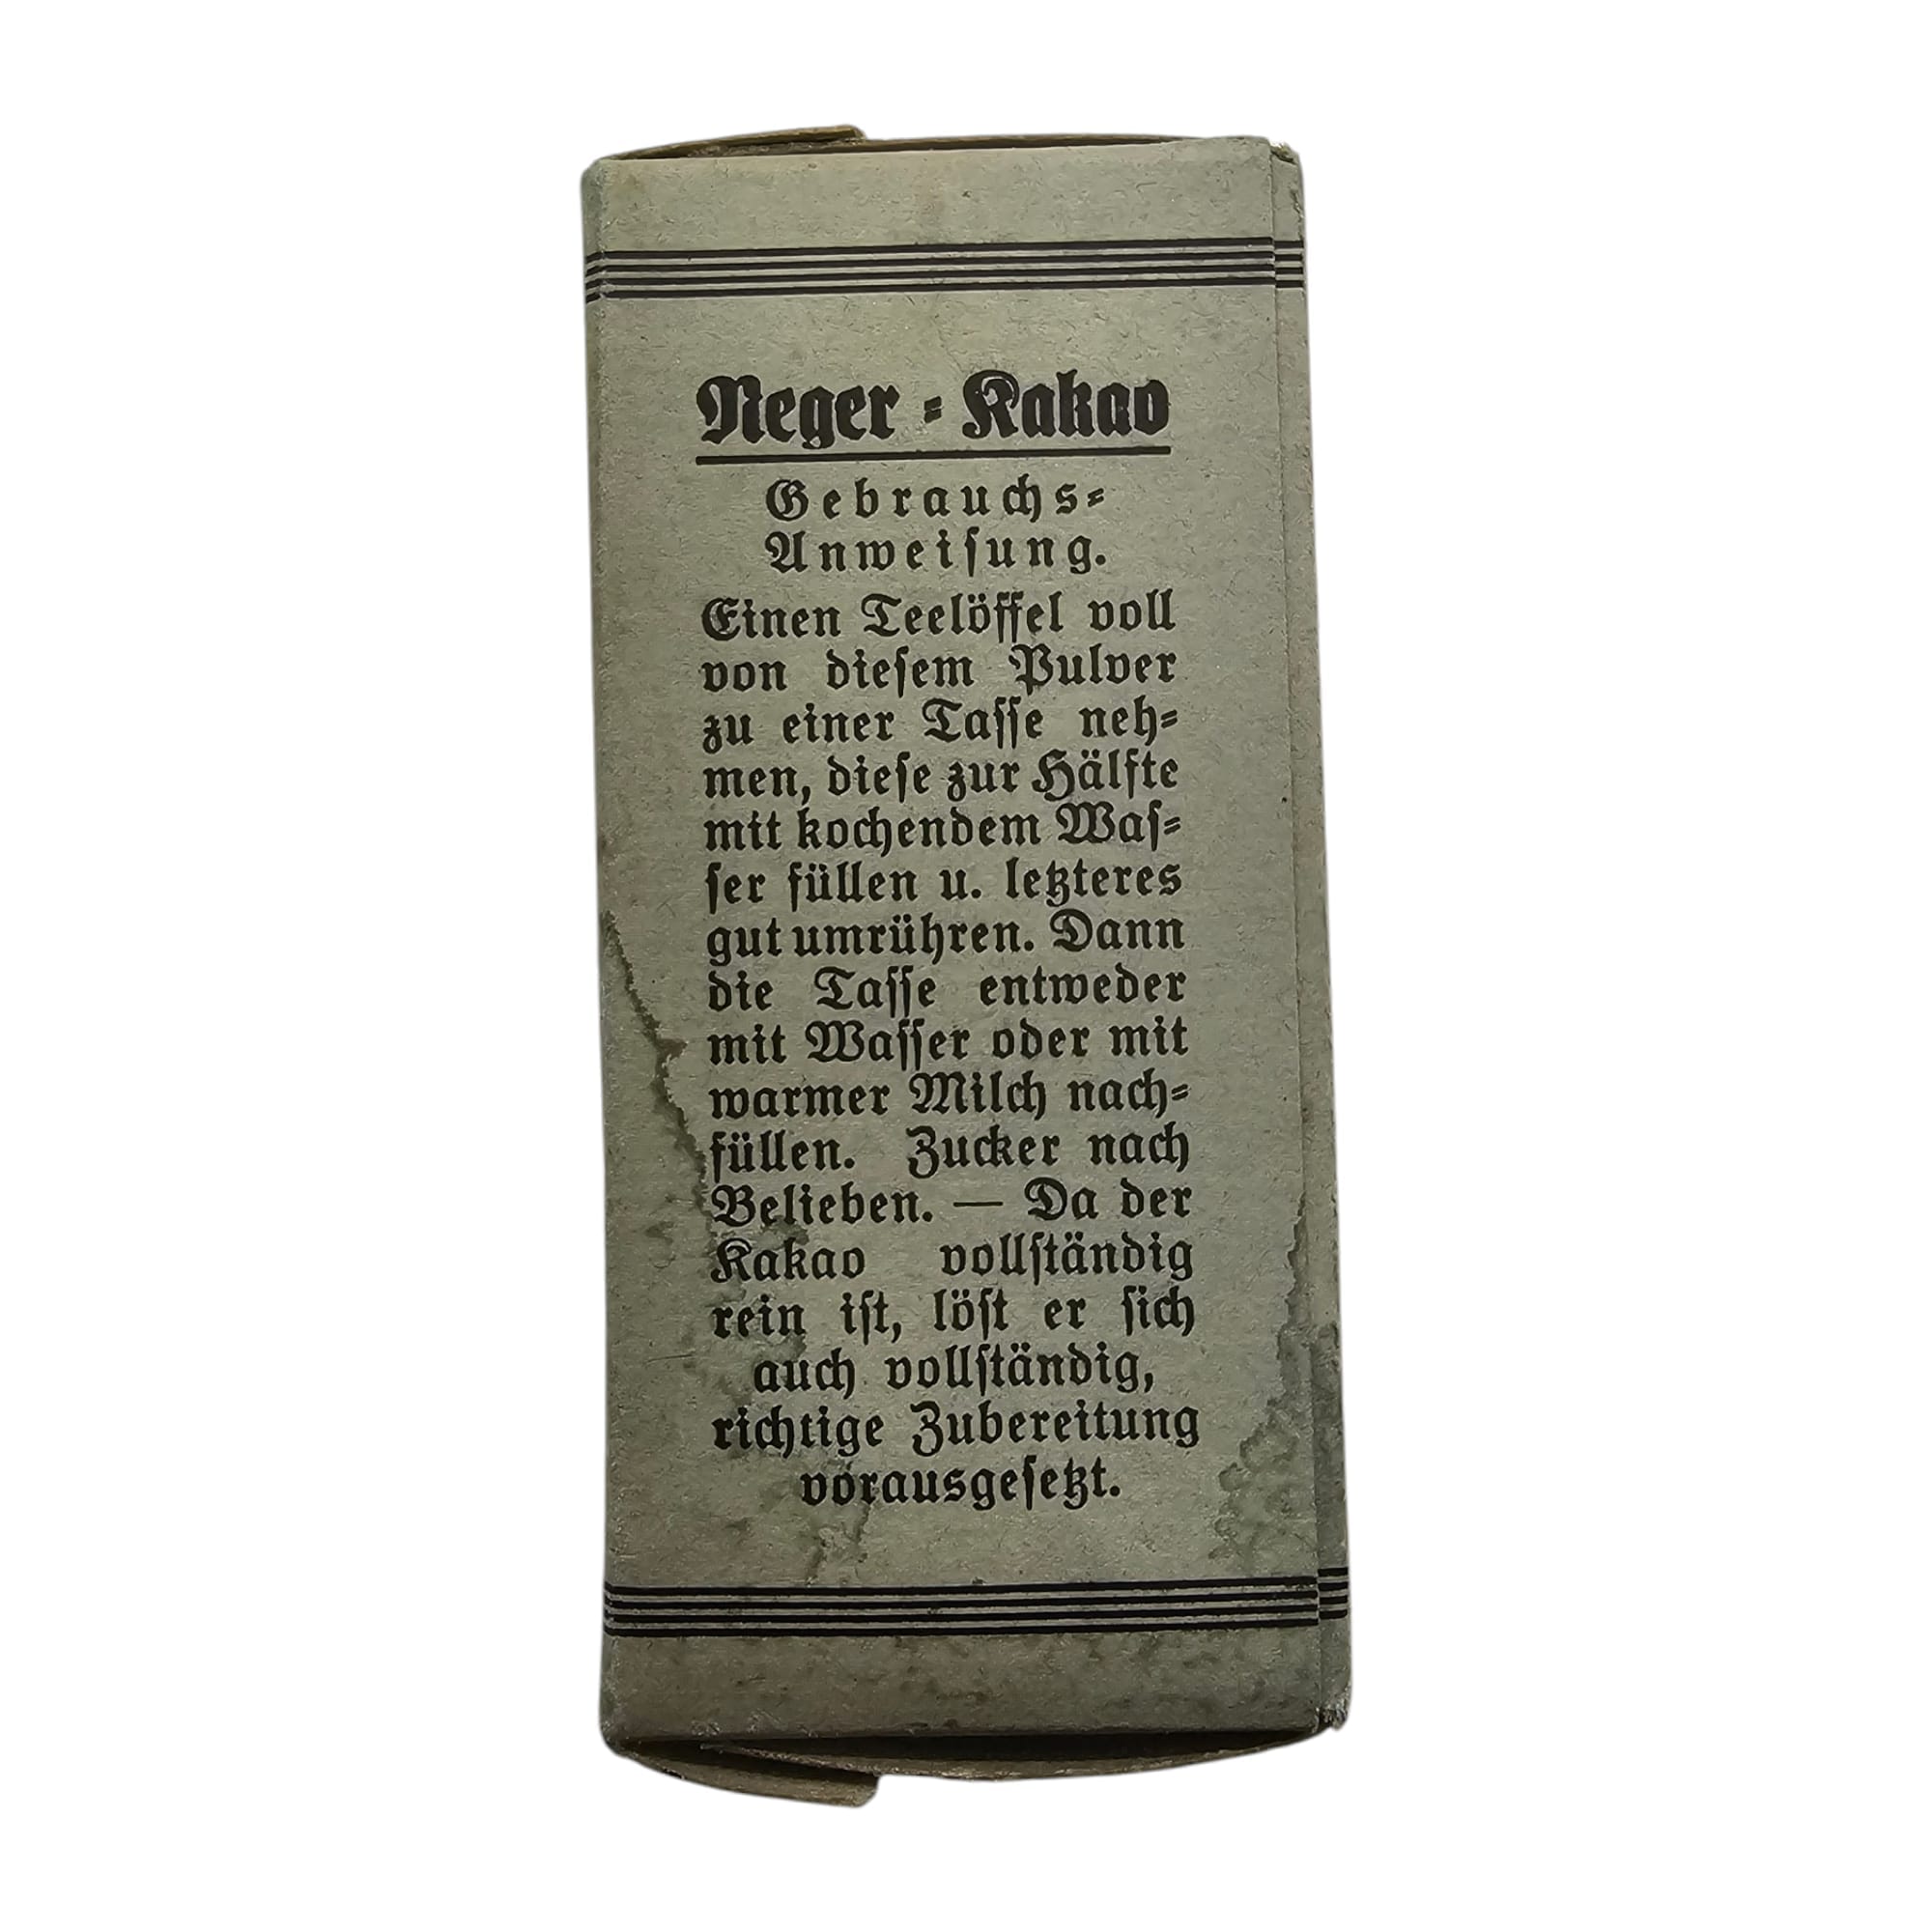 Neger⸗Kakao
Gebrauchs⸗
Anweiſung.
Einen Teelöffel voll
von dieſem Pulver
zu einer Taſſe neh⸗
men, dieſe zur Hälfte
mit kochendem Waſ⸗
ſer füllen u. letzteres
gut umrühren. Dann
die Taſſe entweder
mit Waſſer oder mit
warmer Milch nach⸗
füllen. Zucker nach
Belieben. — Da der
Kakao vollſtändig
rein iſt, löſt er ſich
auch vollſtändig,
richtige Zubereitung
vorausgeſetzt.